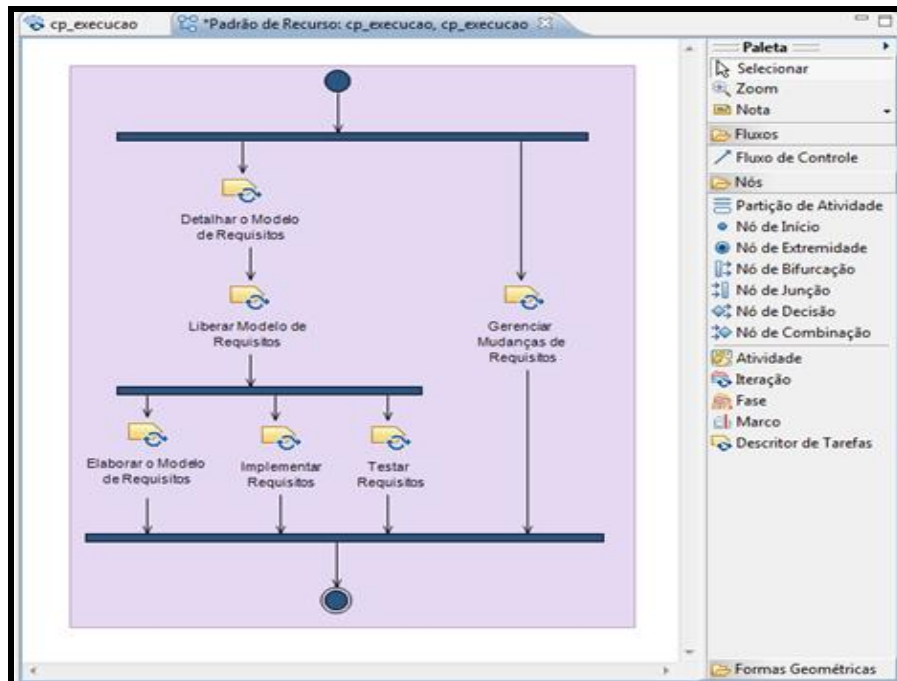 cp_execucao
*Padrão de Recurso: cp_execucao, cp_execucao
Detalhar o Modelo
de Requisitos
Liberar Modelo de
Requisitos
Gerenciar
Mudanças de
Requisitos
Elaborar o Modelo
de Requisitos
Implementar
Requisitos
Testar
Requisitos
Paleta
Selecionar
Zoom
Nota
Fluxos
Fluxo de Controle
Nós
Partição de Atividade
Nó de Início
Nó de Extremidade
Nó de Bifurcação
Nó de Junção
Nó de Decisão
Nó de Combinação
Atividade
Iteração
Fase
Marco
Descritor de Tarefas
Formas Geométricas